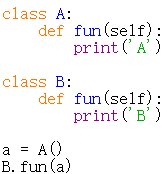 class A:
    def fun(self):
        print('A')

class B:
    def fun(self):
        print('B')

a = A()
B.fun(a)